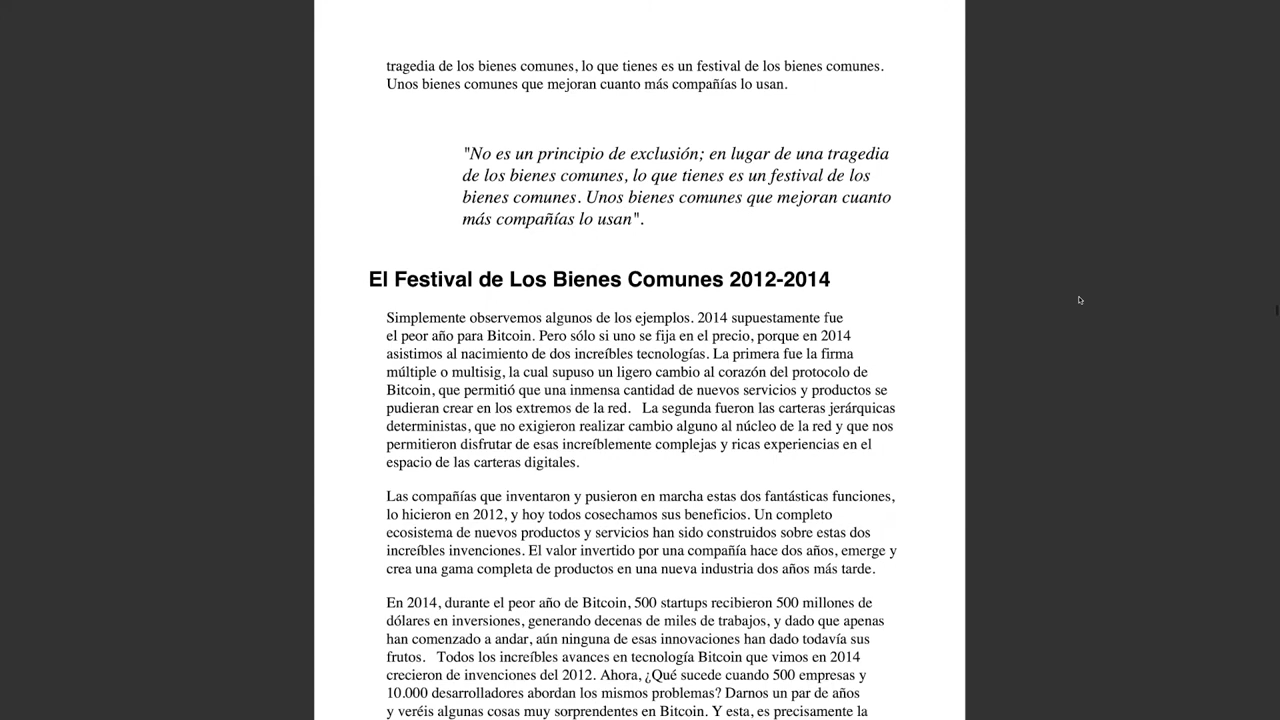 tragedia de los bienes comunes, lo que tienes es un festival de los bienes comunes.
Unos bienes comunes que mejoran cuanto más compañías lo usan.
"No es un principio de exclusión; en lugar de una tragedia
de los bienes comunes, lo que tienes es un festival de los
bienes comunes. Unos bienes comunes que mejoran cuanto
más compañías lo usan".
El Festival de Los Bienes Comunes 2012-2014
Simplemente observemos algunos de los ejemplos. 2014 supuestamente fue
el peor año para Bitcoin. Pero sólo si uno se fija en el precio, porque en 2014
asistimos al nacimiento de dos increíbles tecnologías. La primera fue la firma
múltiple o multisig, la cual supuso un ligero cambio al corazón del protocolo de
Bitcoin, que permitió que una inmensa cantidad de nuevos servicios y productos se
pudieran crear en los extremos de la red.   La segunda fueron las carteras jerárquicas
deterministas, que no exigieron realizar cambio alguno al núcleo de la red y que nos
permitieron disfrutar de esas increíblemente complejas y ricas experiencias en el
espacio de las carteras digitales.
Las compañías que inventaron y pusieron en marcha estas dos fantásticas funciones,
lo hicieron en 2012, y hoy todos cosechamos sus beneficios. Un completo
ecosistema de nuevos productos y servicios han sido construidos sobre estas dos
increíbles invenciones. El valor invertido por una compañía hace dos años, emerge y
crea una gama completa de productos en una nueva industria dos años más tarde.
En 2014, durante el peor año de Bitcoin, 500 startups recibieron 500 millones de
dólares en inversiones, generando decenas de miles de trabajos, y dado que apenas
han comenzado a andar, aún ninguna de esas innovaciones han dado todavía sus
frutos.   Todos los increíbles avances en tecnología Bitcoin que vimos en 2014
crecieron de invenciones del 2012. Ahora, ¿Qué sucede cuando 500 empresas y
10.000 desarrolladores abordan los mismos problemas? Darnos un par de años
y veréis algunas cosas muy sorprendentes en Bitcoin. Y esta, es precisamente la